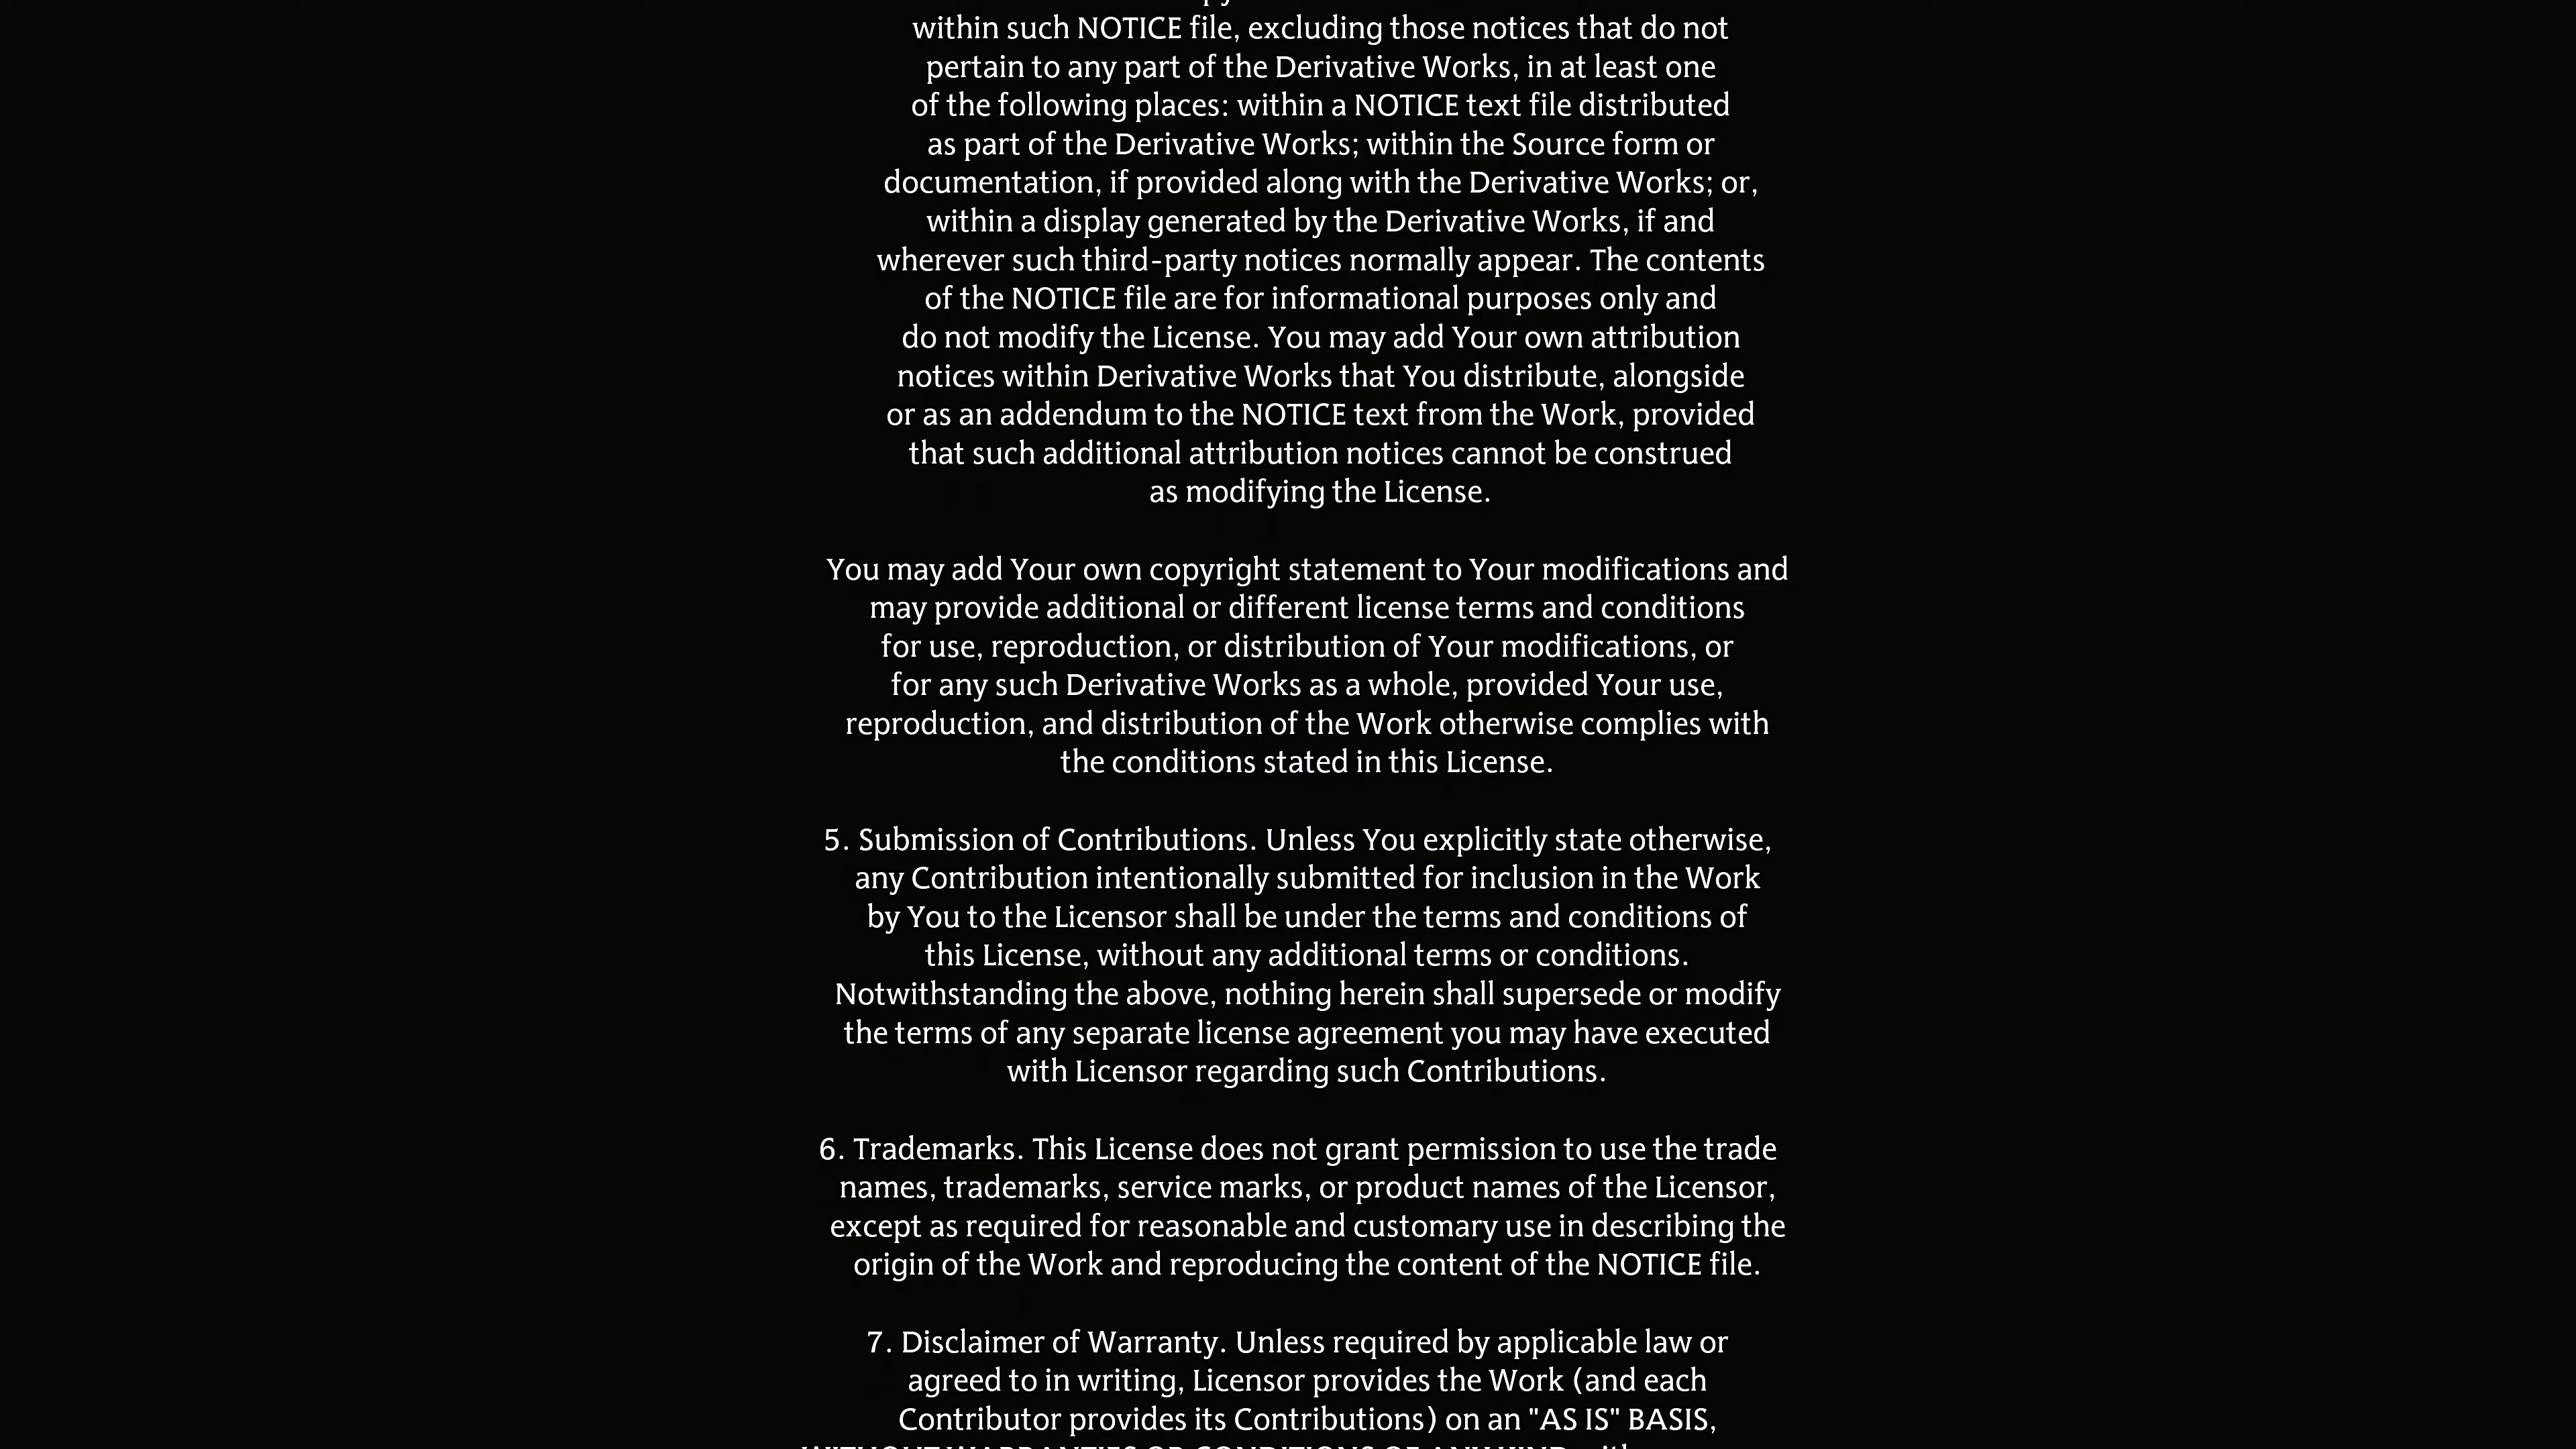 within such NOTICE file, excluding those notices that do not
pertain to any part of the Derivative Works, in at least one
of the following places: within a NOTICE text file distributed
as part of the Derivative Works; within the Source form or
documentation, if provided along with the Derivative Works; or,
within a display generated by the Derivative Works, if and
wherever such third-party notices normally appear. The contents
of the NOTICE file are for informational purposes only and
do not modify the License. You may add Your own attribution
notices within Derivative Works that You distribute, alongside
or as an addendum to the NOTICE text from the Work, provided
that such additional attribution notices cannot be construed
as modifying the License.
You may add Your own copyright statement to Your modifications and
may provide additional or different license terms and conditions
for use, reproduction, or distribution of Your modifications, or
for any such Derivative Works as a whole, provided Your use,
reproduction, and distribution of the Work otherwise complies with
the conditions stated in this License.
5. Submission of Contributions. Unless You explicitly state otherwise,
any Contribution intentionally submitted for inclusion in the Work
by You to the Licensor shall be under the terms and conditions of
this License, without any additional terms or conditions.
Notwithstanding the above, nothing herein shall supersede or modify
the terms of any separate license agreement you may have executed
with Licensor regarding such Contributions.
6. Trademarks. This License does not grant permission to use the trade
names, trademarks, service marks, or product names of the Licensor,
except as required for reasonable and customary use in describing the
origin of the Work and reproducing the content of the NOTICE file.
7. Disclaimer of Warranty. Unless required by applicable law or
agreed to in writing, Licensor provides the Work (and each
Contributor provides its Contributions) on an "AS IS" BASIS,